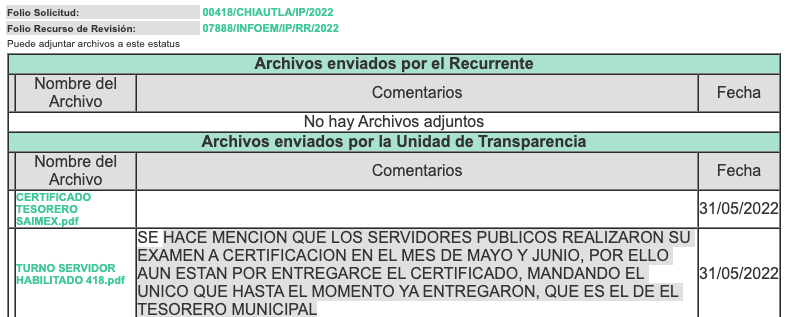 Folio Solicitud: 00418/CHIAUTLA/IP/2022
Folio Recurso de Revisión: 07888/INFOEM/IP/RR/2022
Puede adjuntar archivos a este estatus
Archivos enviados por el Recurrente
Nombre del Archivo Comentarios Fecha
No hay Archivos adjuntos
Archivos enviados por la Unidad de Transparencia
Nombre del Archivo Comentarios Fecha
CERTIFICADO
TESORERO
SAIMEX.pdf
31/05/2022
TURNO SERVIDOR
HABILITADO 418.pdf
SE HACE MENCION QUE LOS SERVIDORES PUBLICOS REALIZARON SU
EXAMEN A CERTIFICACION EN EL MES DE MAYO Y JUNIO, POR ELLO
AUN ESTAN POR ENTREGARCE EL CERTIFICADO, MANDANDO EL
UNICO QUE HASTA EL MOMENTO YA ENTREGARON, QUE ES EL DE EL
TESORERO MUNICIPAL
31/05/2022